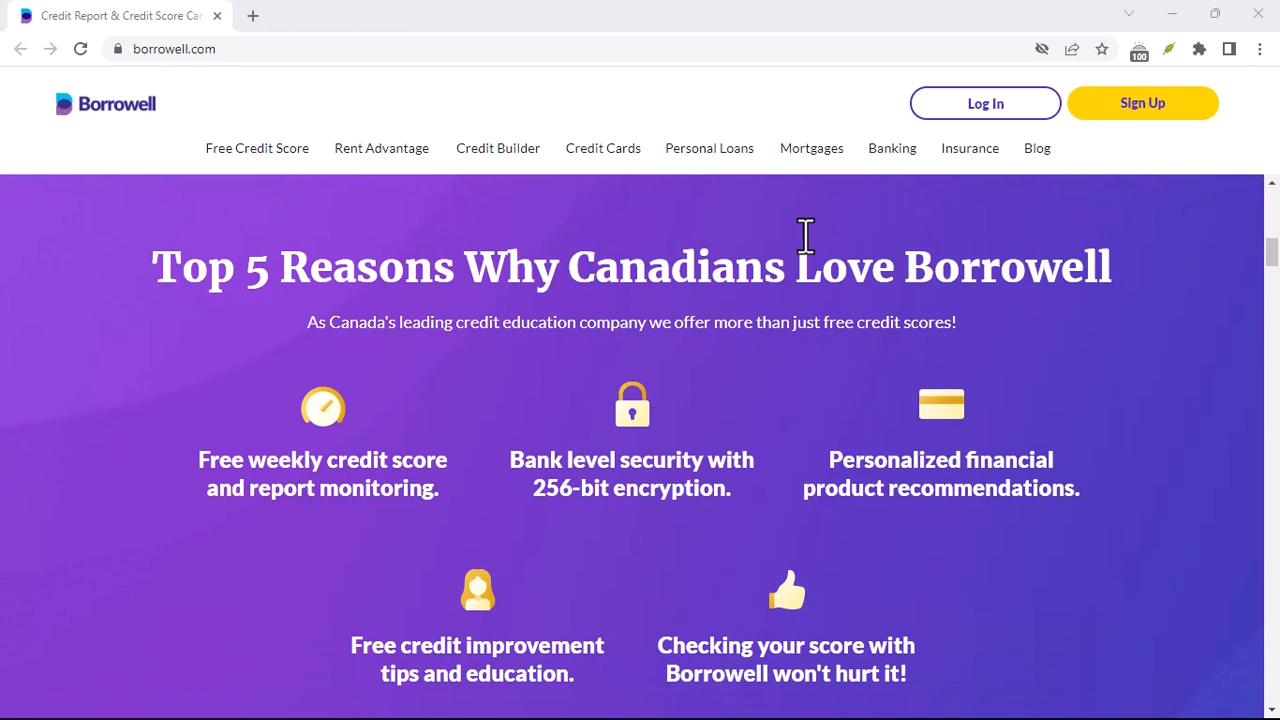 Credit Report & Credit Score Car
borrowell.com
100
Borrowell
Log In
Sign Up
Free Credit Score
Rent Advantage
Credit Builder
Credit Cards
Personal Loans
Mortgages
Banking
Insurance
Blog
Top 5 Reasons Why Canadians Love Borrowell
As Canada's leading credit education company we offer more than just free credit scores!
Free weekly credit score
and report monitoring.
Bank level security with
256-bit encryption.
Personalized financial
product recommendations.
Free credit improvement
tips and education.
Checking your score with
Borrowell won't hurt it!